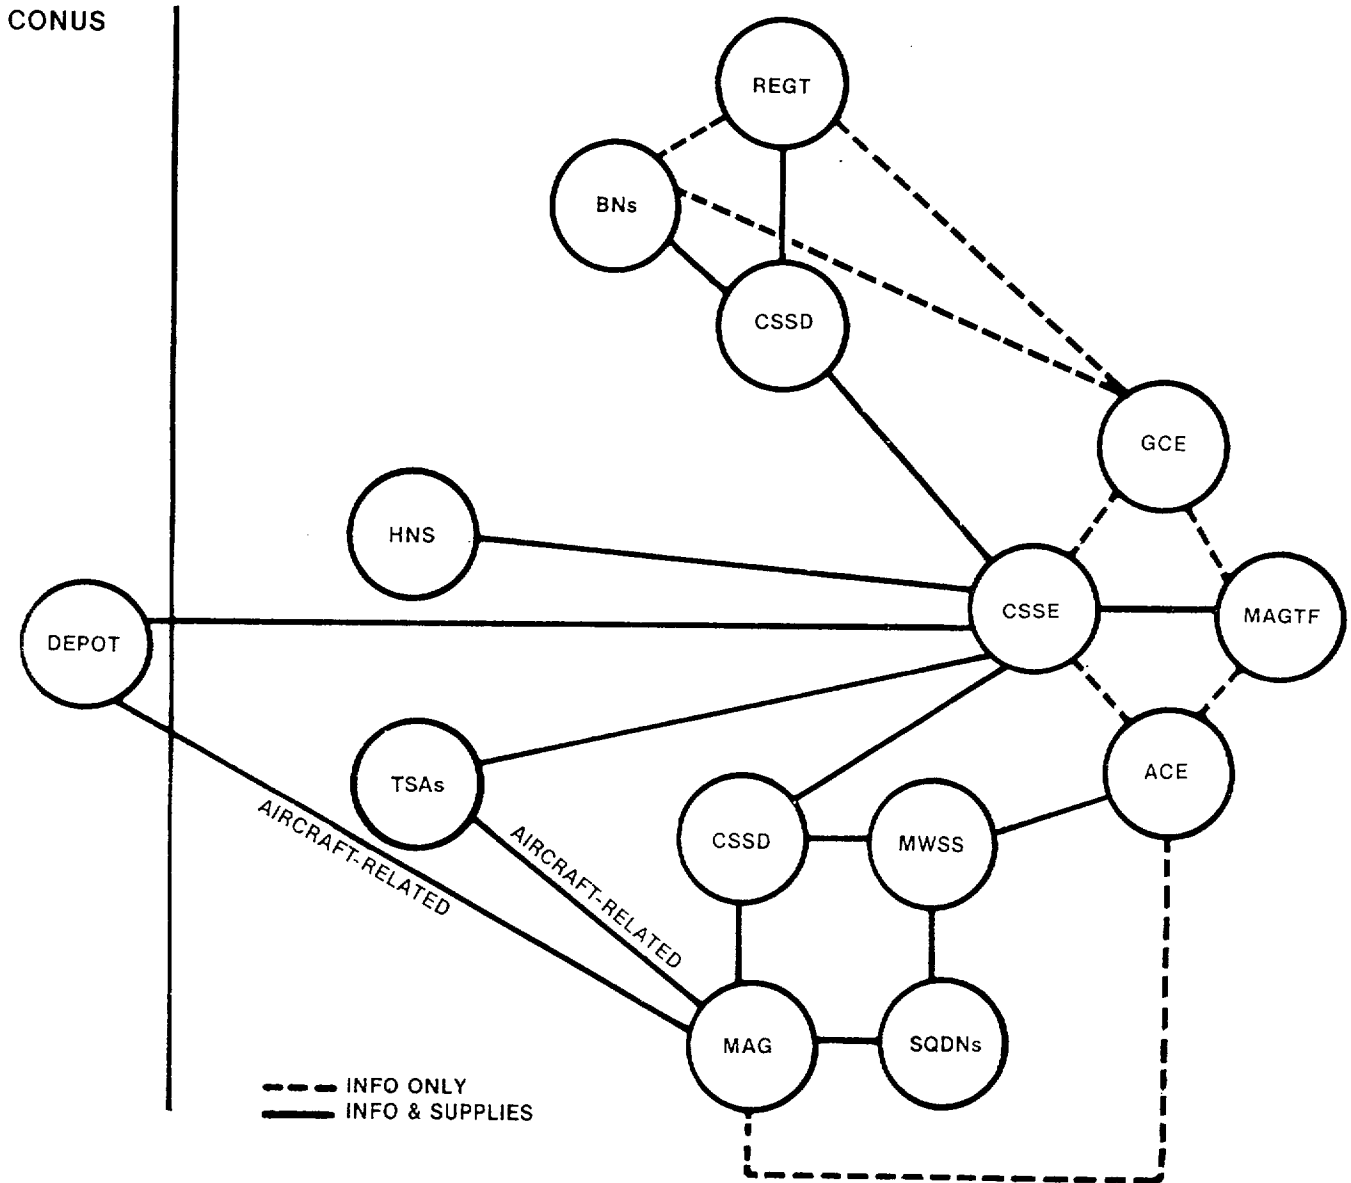 CONUS
REGT
BNs
CSSD
GCE
HNS
CSSE
MAGTF
DEPOT
TSAs
ACE
AIRCRAFT-RELATED
AIRCRAFT-RELATED
CSSD
MWSS
MAG
SQDNs
INFO ONLY
INFO & SUPPLIES